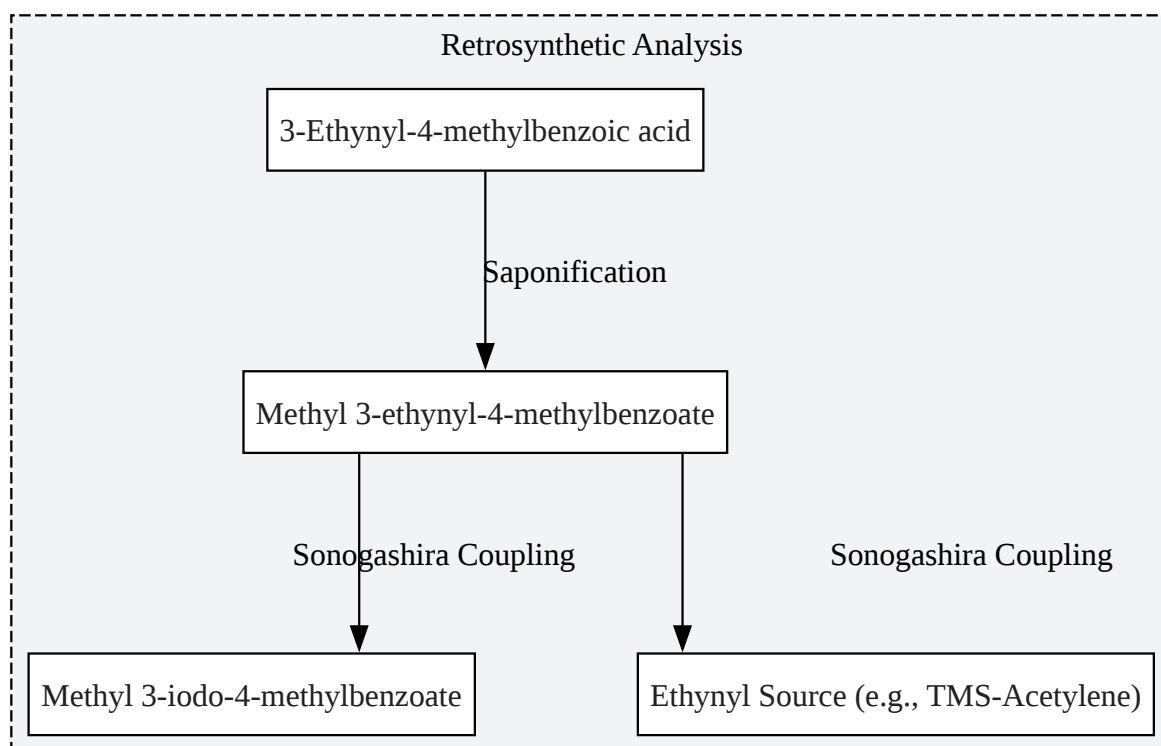 Retrosynthetic Analysis
3-Ethynyl-4-methylbenzoic acid
Saponification
Methyl 3-ethynyl-4-methylbenzoate
Sonogashira Coupling
Sonogashira Coupling
Methyl 3-iodo-4-methylbenzoate
Ethynyl Source (e.g., TMS-Acetylene)